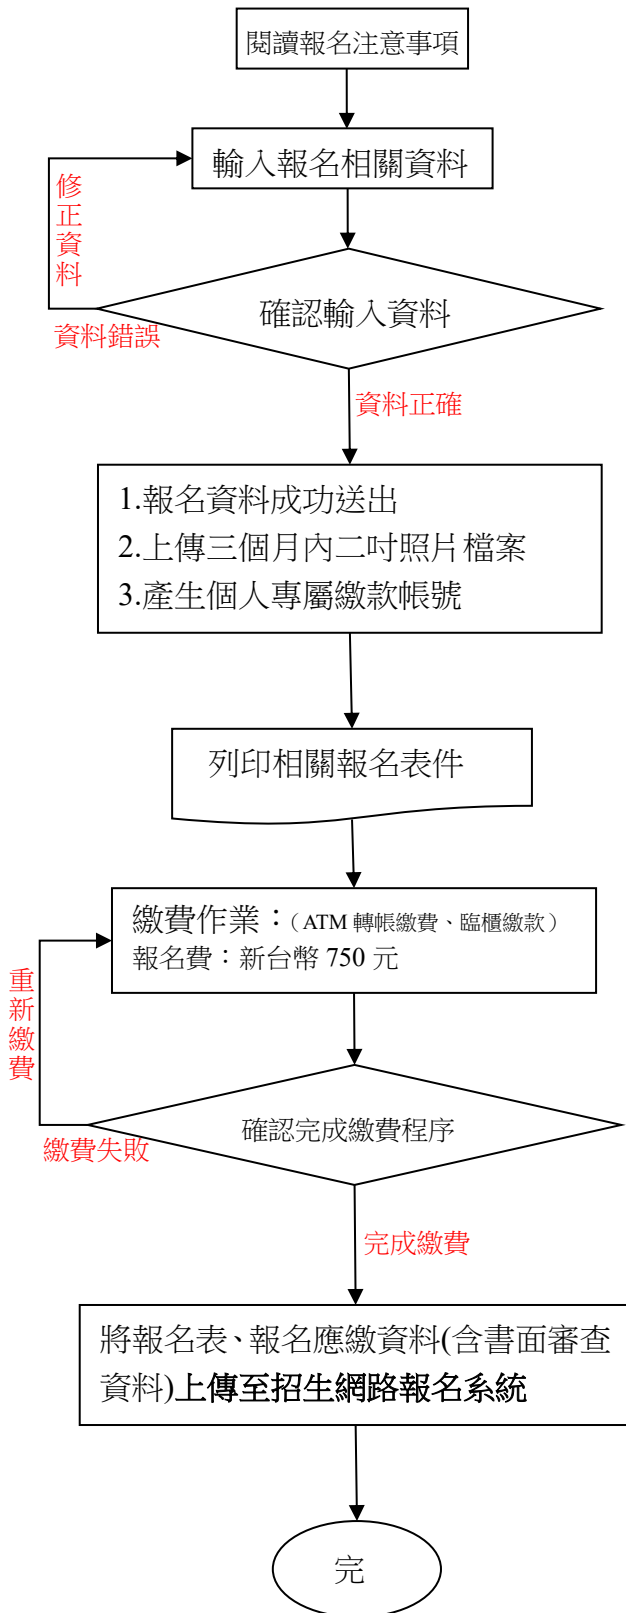 閱讀報名注意事項
輸入報名相關資料
修正資料
確認輸入資料
資料錯誤
資料正確
1.報名資料成功送出
2.上傳三個月內二吋照片檔案
3.產生個人專屬繳款帳號
列印相關報名表件
繳費作業：（ATM 轉帳繳費、臨櫃繳款）
報名費：新台幣 750 元
重新繳費
確認完成繳費程序
繳費失敗
完成繳費
將報名表、報名應繳資料(含書面審查
資料)上傳至招生網路報名系統
完